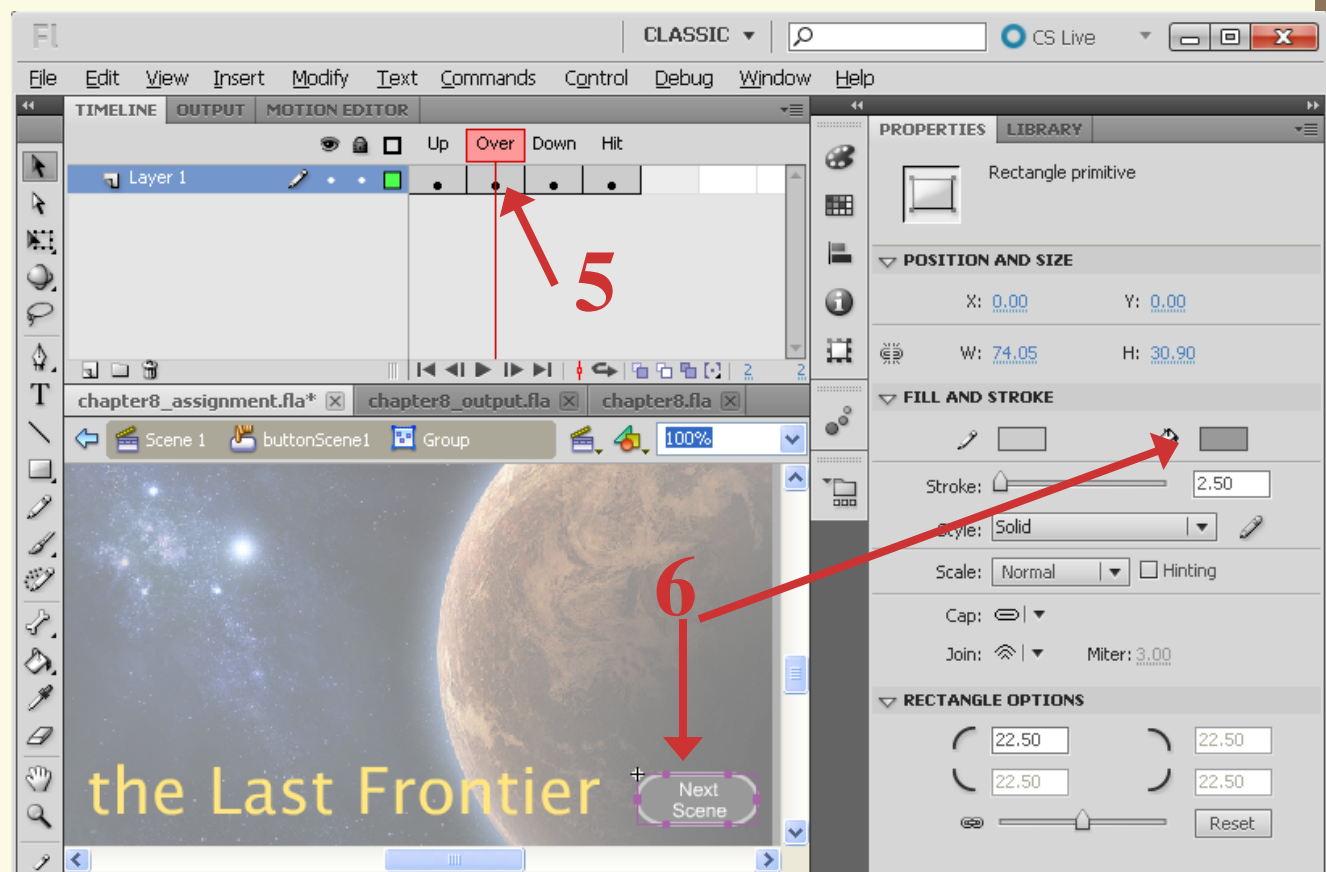 Fl CLASSIC CS Live
File Edit View Insert Modify Text Commands Control Debug Window Help
TIMELINE OUTPUT MOTION EDITOR
Up Over Down Hit
Layer 1
5
2 2
chapter8_assignment.fla* chapter8_output.fla chapter8.fla
Scene 1 buttonScene1 Group 100%
the Last Frontier
Next
Scene
6
PROPERTIES LIBRARY
Rectangle primitive
POSITION AND SIZE
X: 0.00 Y: 0.00
W: 74.05 H: 30.90
FILL AND STROKE
Stroke: 2.50
Style: Solid
Scale: Normal Hinting
Cap:
Join: Miter: 3.00
RECTANGLE OPTIONS
22.50 22.50
22.50 22.50
Reset